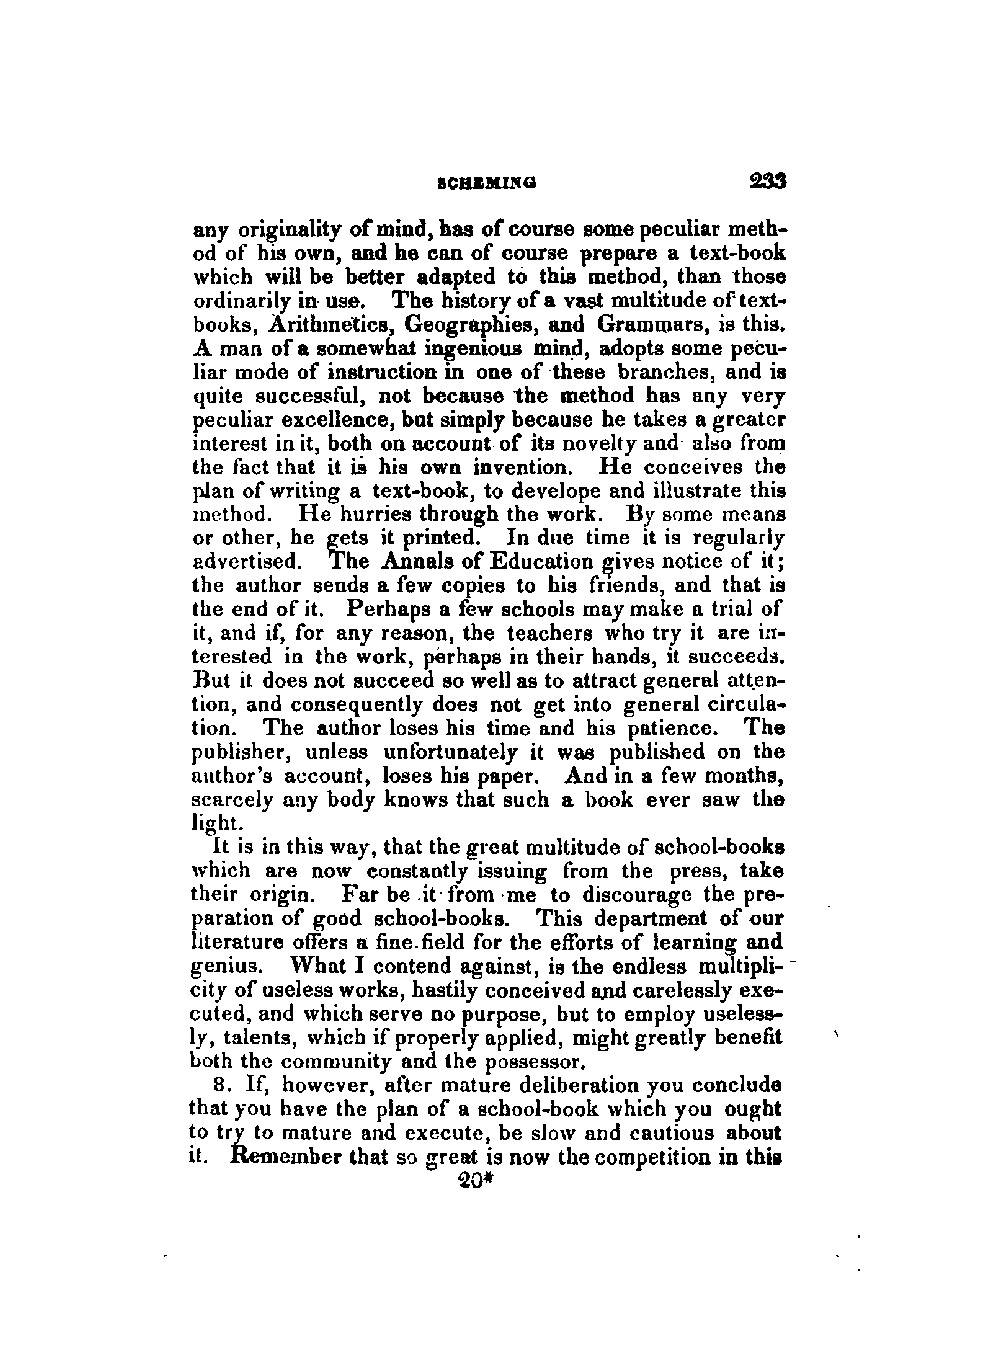 SCHEMING 233
any originality of mind, has of course some peculiar meth-
od of his own, and he can of course prepare a text-book
which will be better adapted to this method, than those
ordinarily in use. The history of a vast multitude of text-
books, Arithmetics, Geographies, and Grammars, is this.
A man of a somewhat ingenious mind, adopts some pecu-
liar mode of instruction in one of these branches, and is
quite successful, not because the method has any very
peculiar excellence, but simply because he takes a greater
interest in it, both on account of its novelty and also from
the fact that it is his own invention. He conceives the
plan of writing a text-book, to develope and illustrate this
method. He hurries through the work. By some means
or other, he gets it printed. In due time it is regularly
advertised. The Annals of Education gives notice of it;
the author sends a few copies to his friends, and that is
the end of it. Perhaps a few schools may make a trial of
it, and if, for any reason, the teachers who try it are in-
terested in the work, perhaps in their hands, it succeeds.
But it does not succeed so well as to attract general atten-
tion, and consequently does not get into general circula-
tion. The author loses his time and his patience. The
publisher, unless unfortunately it was published on the
author's account, loses his paper. And in a few months,
scarcely any body knows that such a book ever saw the
light.
It is in this way, that the great multitude of school-books
which are now constantly issuing from the press, take
their origin. Far be it from me to discourage the pre-
paration of good school-books. This department of our
literature offers a fine field for the efforts of learning and
genius. What I contend against, is the endless multipli-
city of useless works, hastily conceived and carelessly exe-
cuted, and which serve no purpose, but to employ useless-
ly, talents, which if properly applied, might greatly benefit
both the community and the possessor.
8. If, however, after mature deliberation you conclude
that you have the plan of a school-book which you ought
to try to mature and execute, be slow and cautious about
it. Remember that so great is now the competition in this
20*